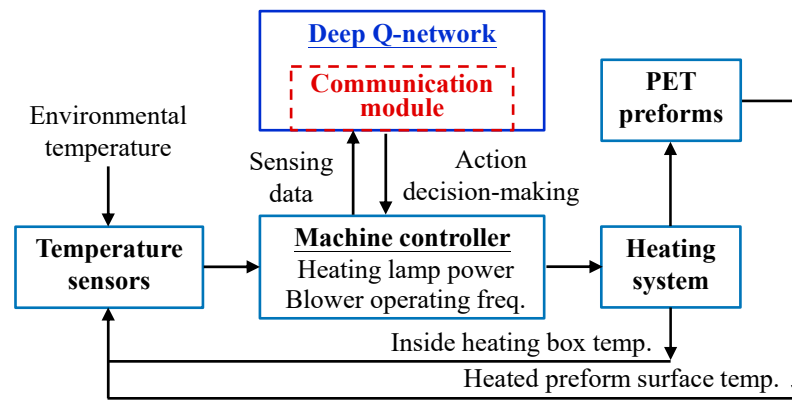 Deep Q-network
Communication
module
PET
preforms
Environmental
temperature
Sensing
data
Action
decision-making
Temperature
sensors
Machine controller
Heating lamp power
Blower operating freq.
Heating
system
Inside heating box temp.
Heated preform surface temp.